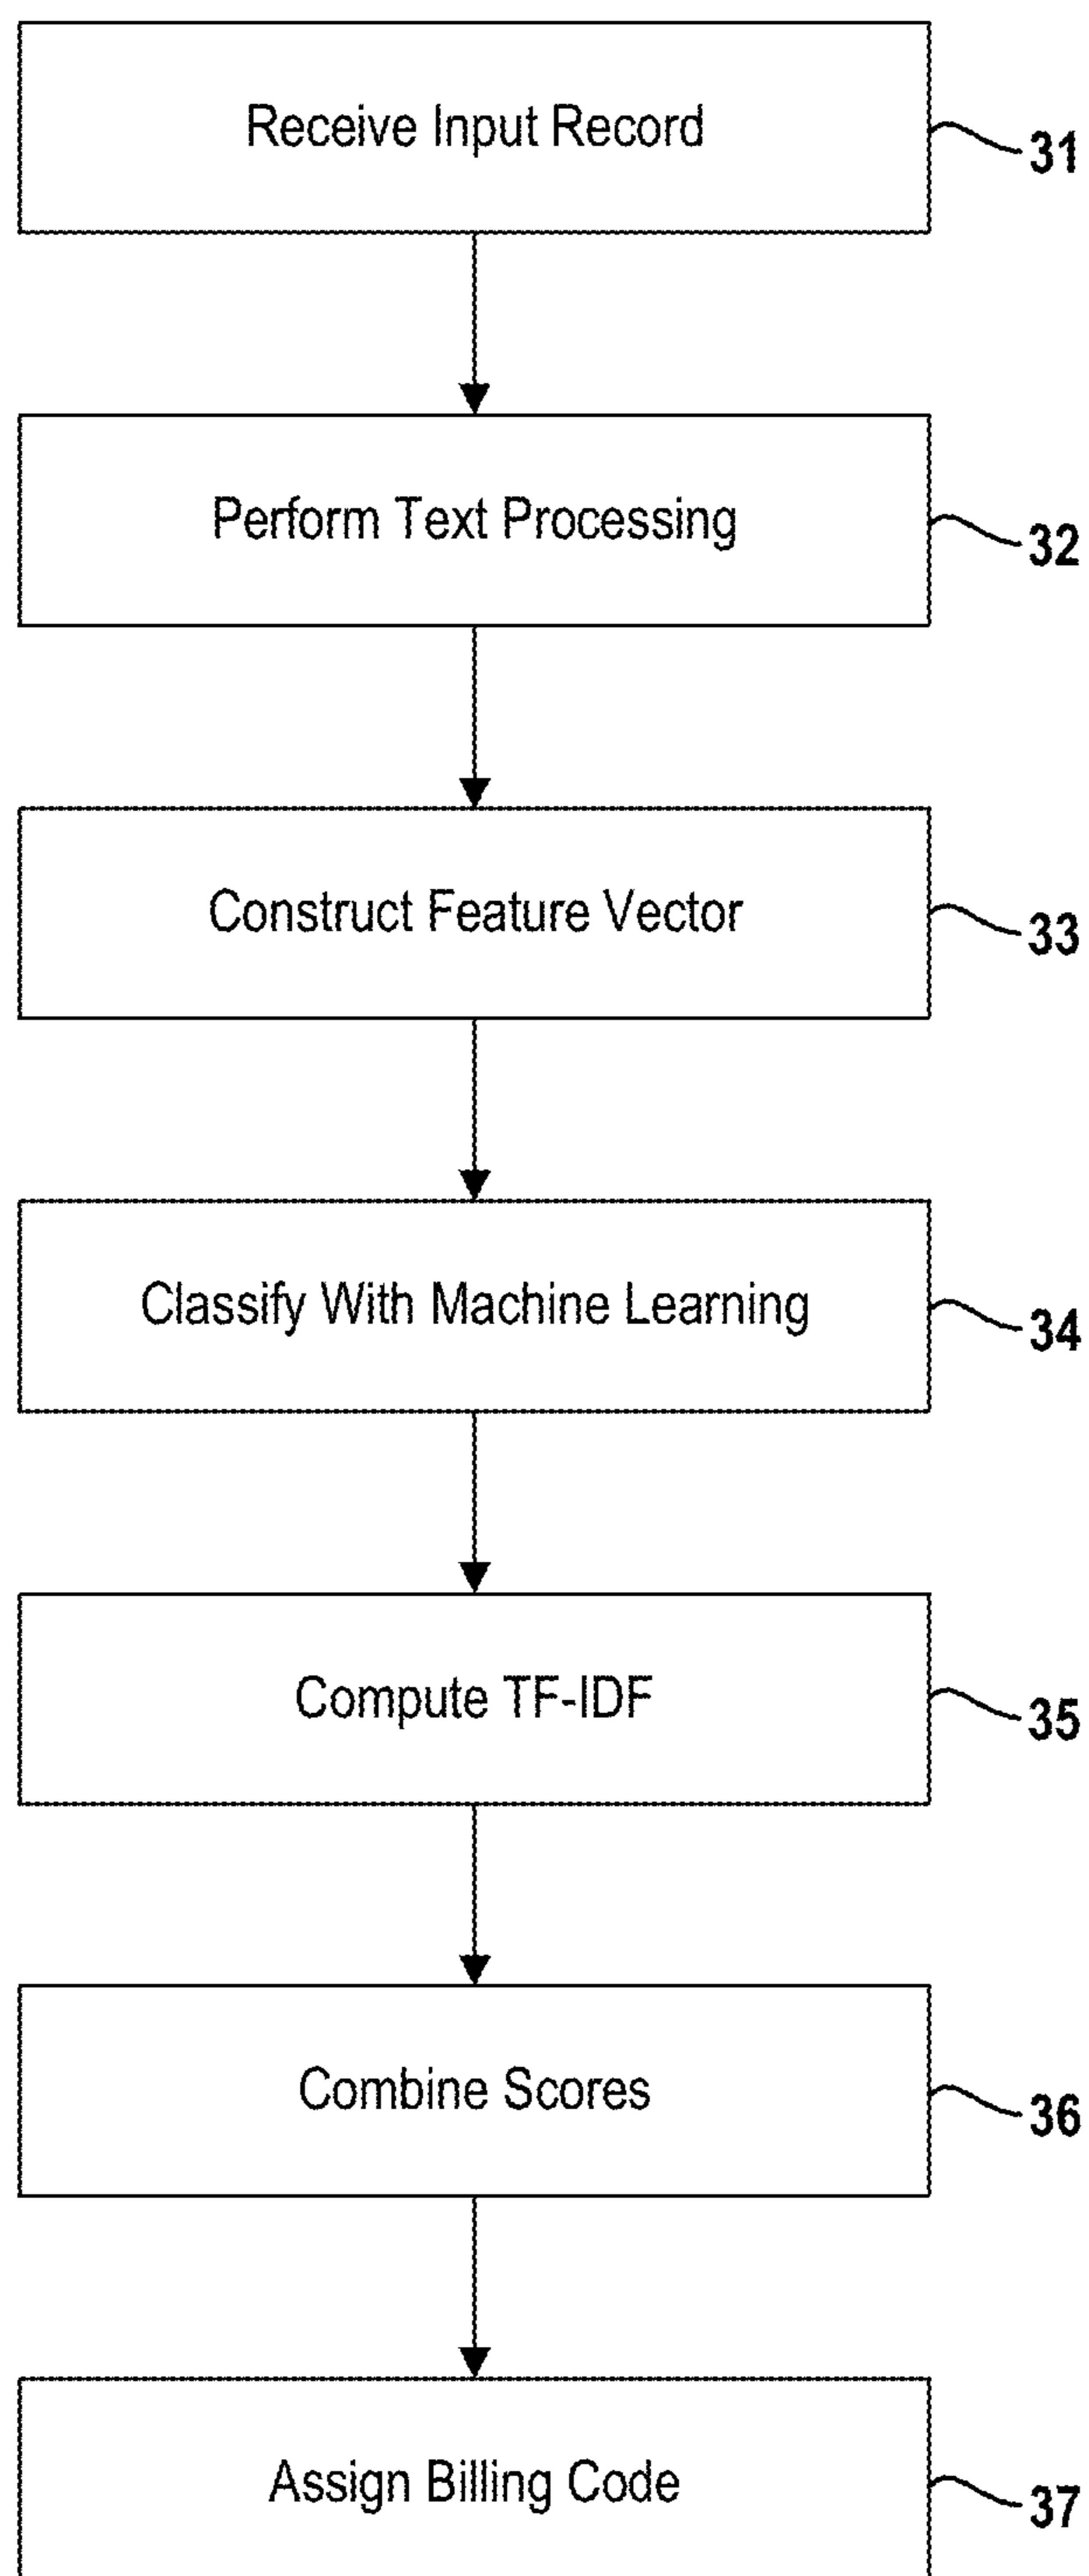 Receive Input Record
31
Perform Text Processing
32
Construct Feature Vector
33
Classify With Machine Learning
34
Compute TF-IDF
35
Combine Scores
36
Assign Billing Code
37